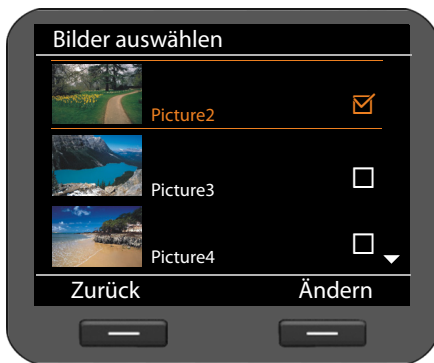 Bilder auswählen
Picture2
Picture3
Picture4
Zurück Ändern